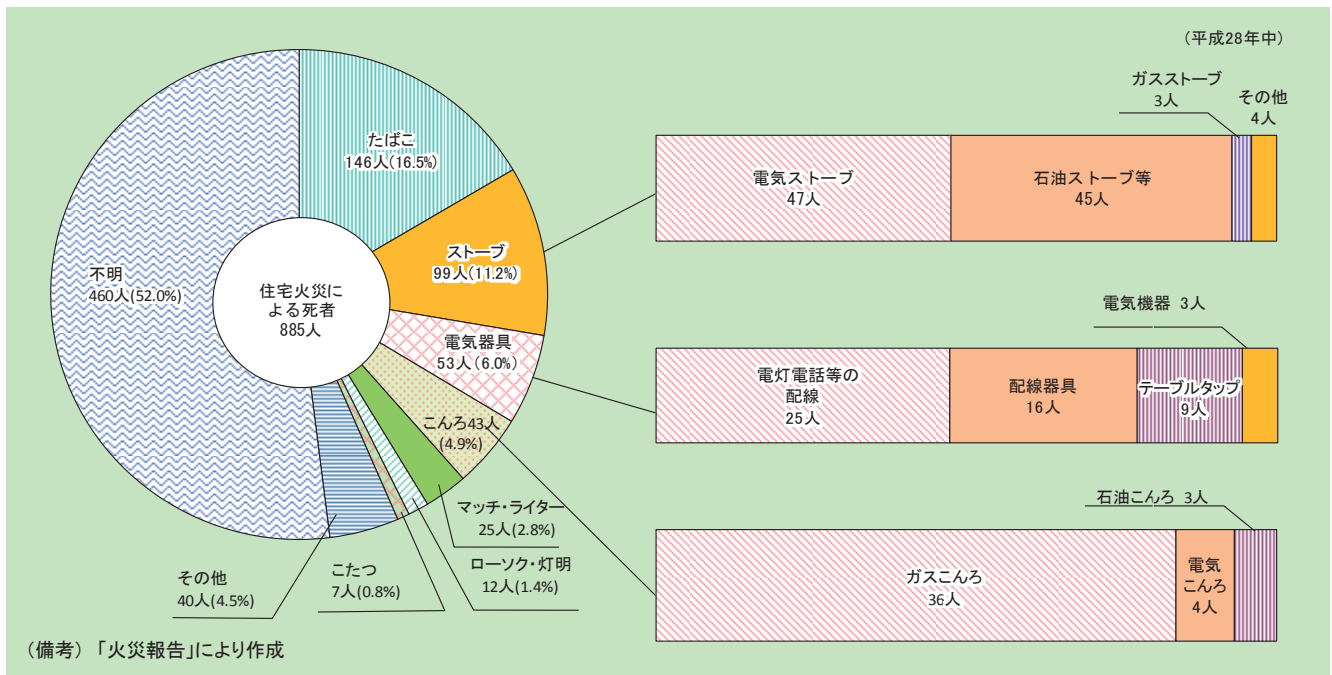 (平成28年中)
たばこ
146人(16.5%)
ストーブ
99人(11.2%)
電気器具
53人(6.0%)
こんろ43人
(4.9%)
マッチ・ライター
25人(2.8%)
ローソク・灯明
12人(1.4%)
こたつ
7人(0.8%)
その他
40人(4.5%)
不明
460人(52.0%)
住宅火災に
よる死者
885人
ガスストーブ
3人
その他
4人
電気ストーブ
47人
石油ストーブ等
45人
電気機器 3人
電灯電話等の
配線
25人
配線器具
16人
テーブルタップ
9人
石油こんろ 3人
ガスこんろ
36人
電気
こんろ
4人
(備考) 「火災報告」により作成